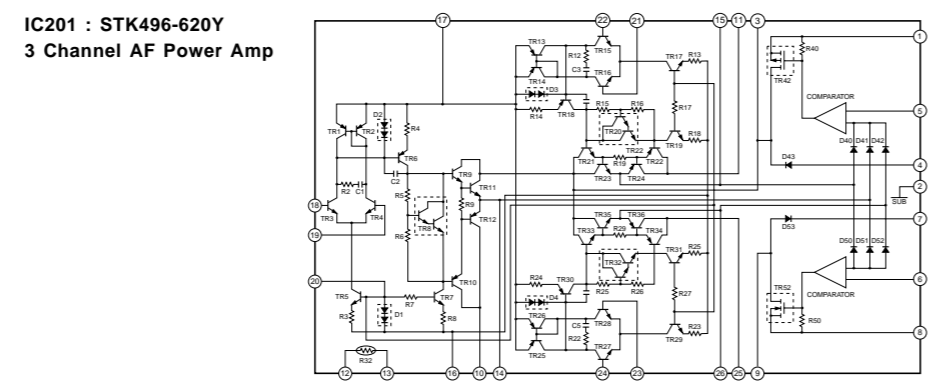 IC201 : STK496-620Y
3 Channel AF Power Amp
17 22 21 15 11 3
TR13 R12 TR15 TR17 R13 R40 1
C3 TR16 TR42
TR14 COMPARATOR
D2 D3 R15 R16 R17 5
R4 R14 TR18 TR20
TR1 TR2 TR22 TR19 R18 D40 D41 D42
TR6 TR21 R19 TR22
TR9 TR23 TR24 D43 4
R2 C1 C2 TR11 2
R5 R9 SUB
18 TR3 TR4 TR8 TR12 TR35 TR36 D53 7
19 R6 TR33 R29 TR34
TR31 R25 D50 D51 D52
TR32
20 TR10 R24 TR30 6
TR5 R7 TR7 D4 R25 R26 R27 TR52 COMPARATOR
R3 D1 R8 TR26 C5 TR28 R50
R22 R23 8
TR25 TR27 TR29
R32
12 13 16 10 14 24 23 26 25 9